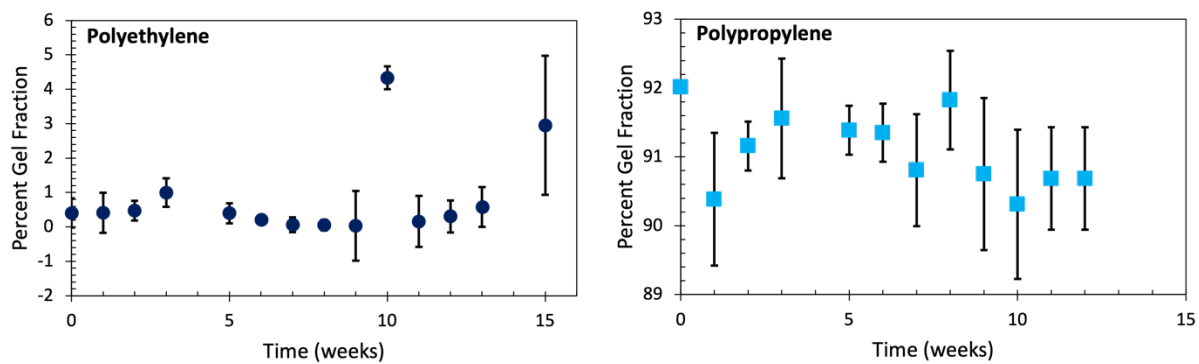 Polyethylene
Percent Gel Fraction
6
5
4
3
2
1
0
-1
-2
0 5 10 15
Time (weeks)
Polypropylene
Percent Gel Fraction
93
92
91
90
89
0 5 10 15
Time (weeks)